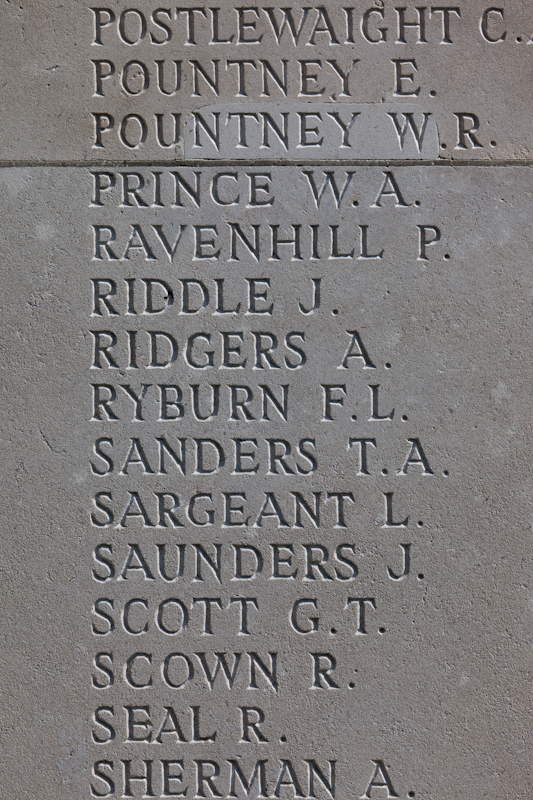 POSTLEWAIGHT C.
POUNTNEY E.
POUNTNEY W.R.
PRINCE W.A.
RAVENHILL P.
RIDDLE J.
RIDGERS A.
RYBURN F.L.
SANDERS T.A.
SARGEANT L.
SAUNDERS J.
SCOTT G.T.
SCOWN R.
SEAL R.
SHERMAN A.